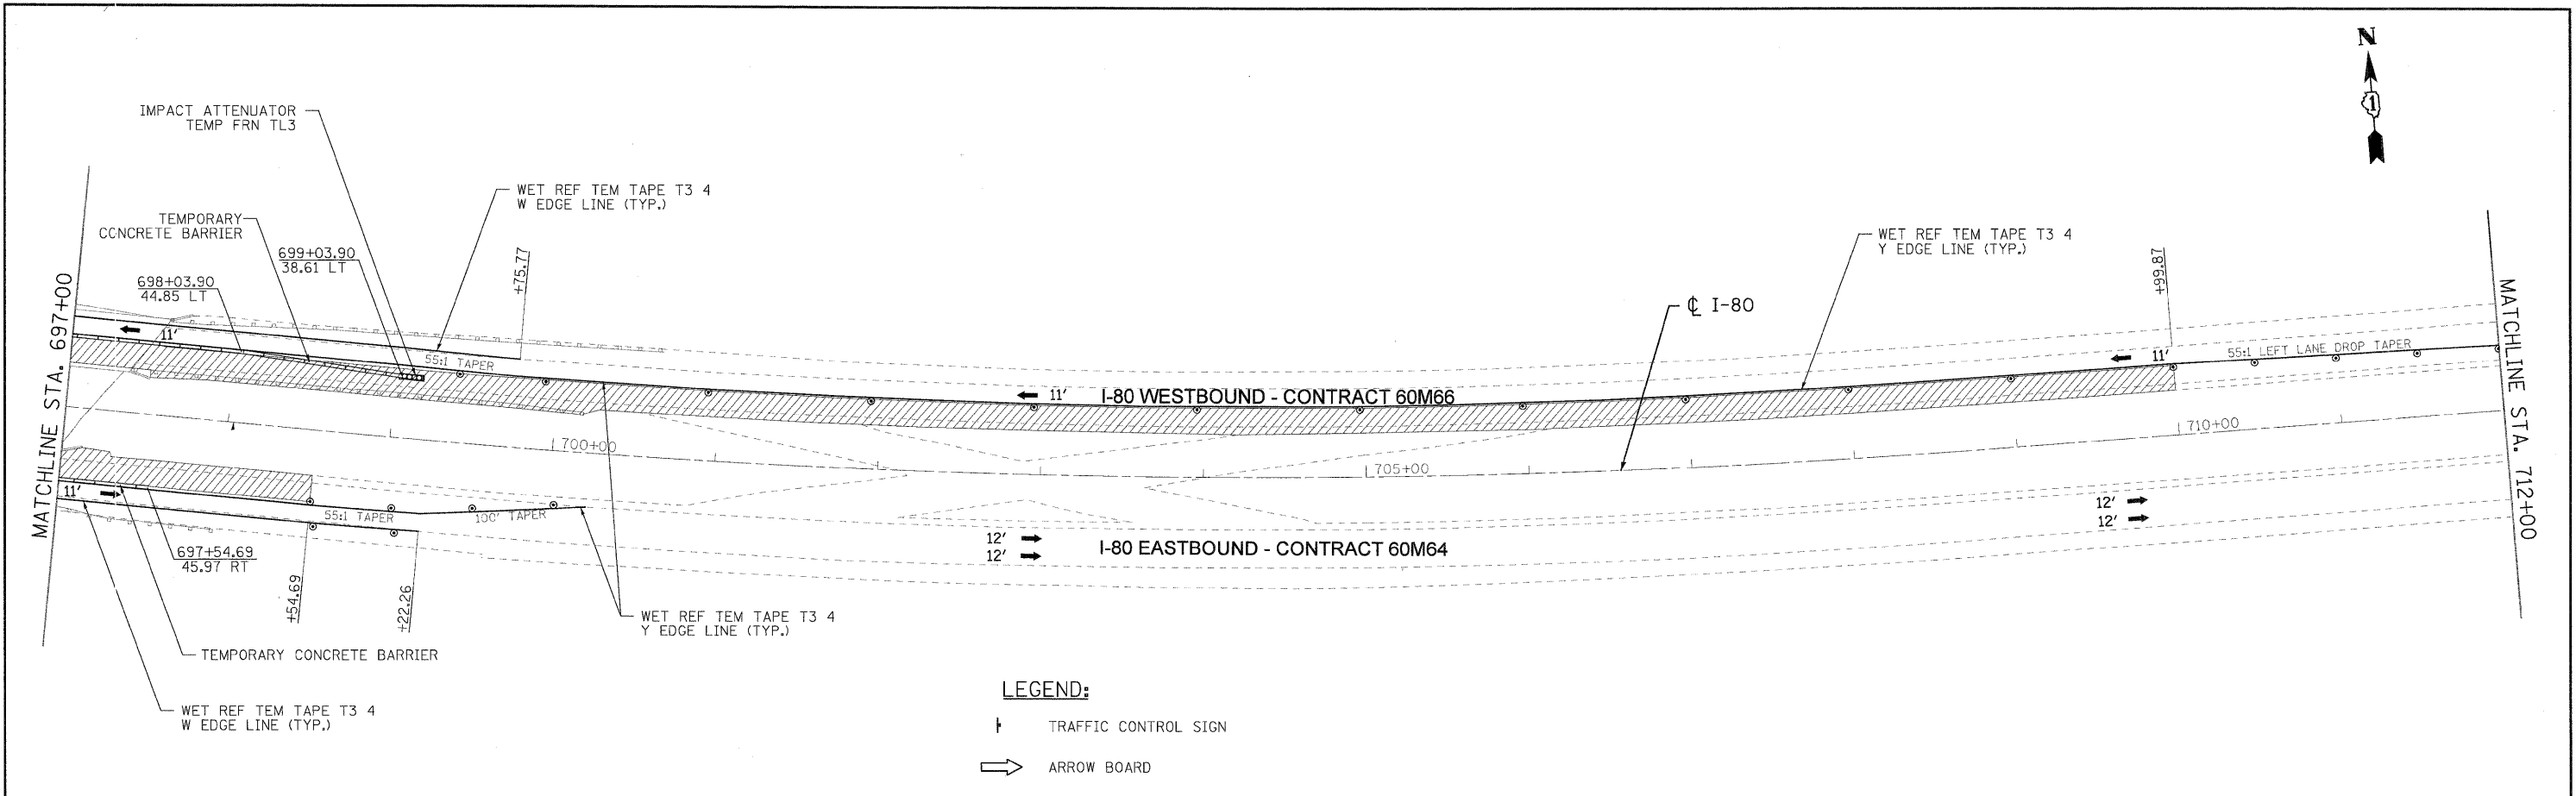 N
1
IMPACT ATTENUATOR
TEMP FRN TL3
WET REF TEM TAPE T3 4
W EDGE LINE (TYP.)
TEMPORARY
CONCRETE BARRIER
699+03.90
38.61 LT
698+03.90
44.85 LT
+75.77
WET REF TEM TAPE T3 4
Y EDGE LINE (TYP.)
+99.87
℄ I-80
MATCHLINE STA. 697+00
MATCHLINE STA. 712+00
11'
55:1 TAPER
11'
I-80 WESTBOUND - CONTRACT 60M66
11'
55:1 LEFT LANE DROP TAPER
700+00
705+00
710+00
11'
55:1 TAPER
100' TAPER
12'
12'
I-80 EASTBOUND - CONTRACT 60M64
12'
12'
697+54.69
45.97 RT
+54.69
+22.26
WET REF TEM TAPE T3 4
Y EDGE LINE (TYP.)
TEMPORARY CONCRETE BARRIER
WET REF TEM TAPE T3 4
W EDGE LINE (TYP.)
LEGEND:
TRAFFIC CONTROL SIGN
ARROW BOARD